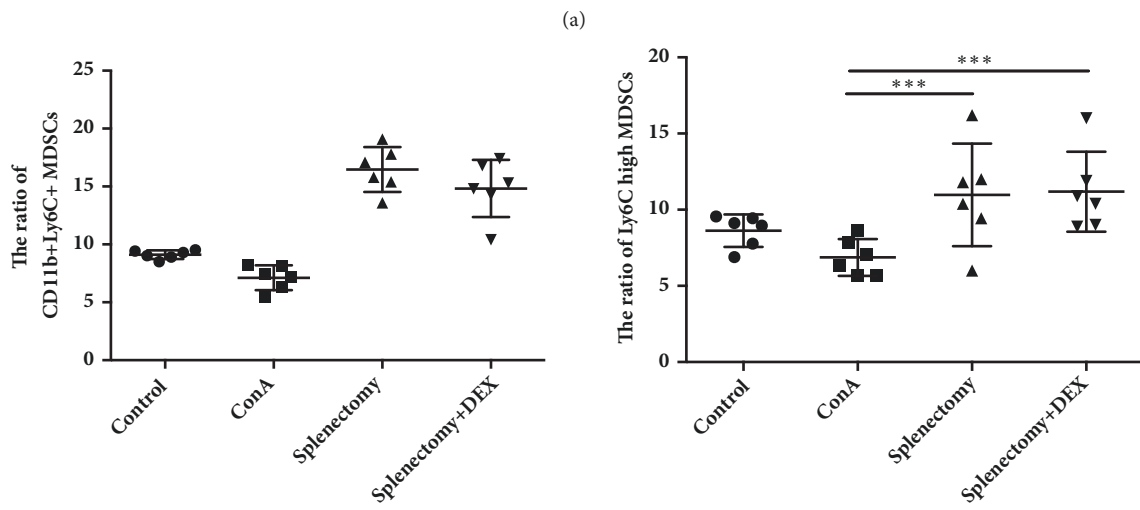 (a)
The ratio of
CD11b+Ly6C+ MDSCs
25
20
15
10
5
0
Control
ConA
Splenectomy
Splenectomy+DEX
The ratio of Ly6C high MDSCs
20
15
10
5
0
***
***
Control
ConA
Splenectomy
Splenectomy+DEX